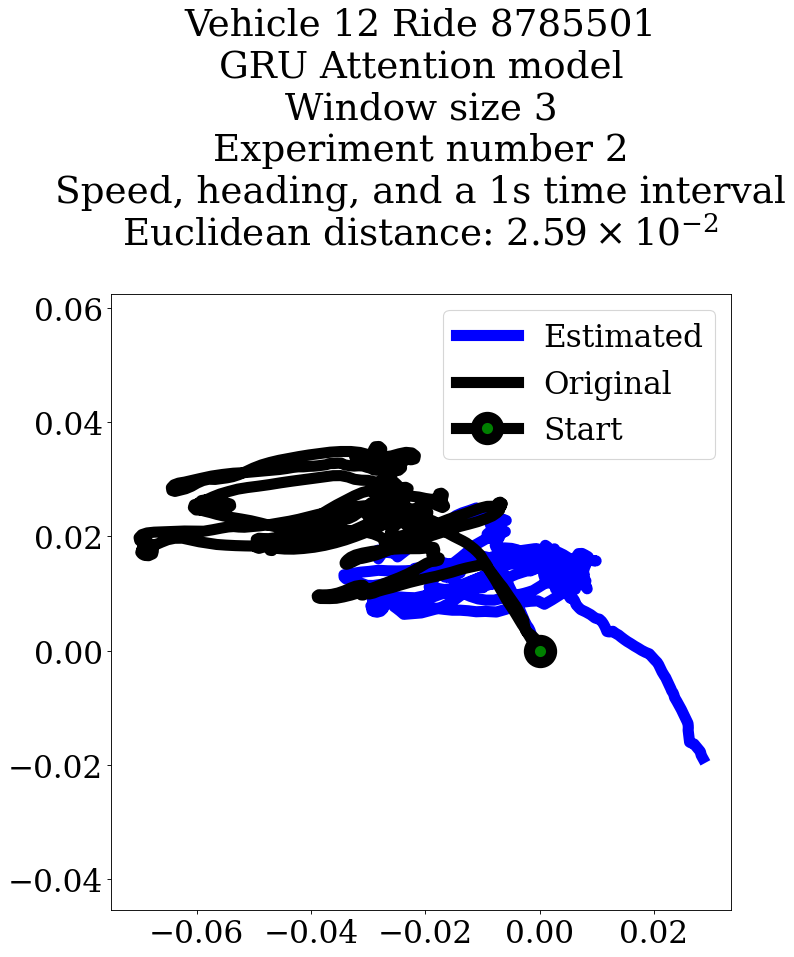 Vehicle 12 Ride 8785501
GRU Attention model
Window size 3
Experiment number 2
Speed, heading, and a 1s time interval
Euclidean distance: 2.59 × 10⁻²
0.06
0.04
0.02
0.00
−0.02
−0.04
Estimated
Original
Start
−0.06 −0.04 −0.02 0.00 0.02